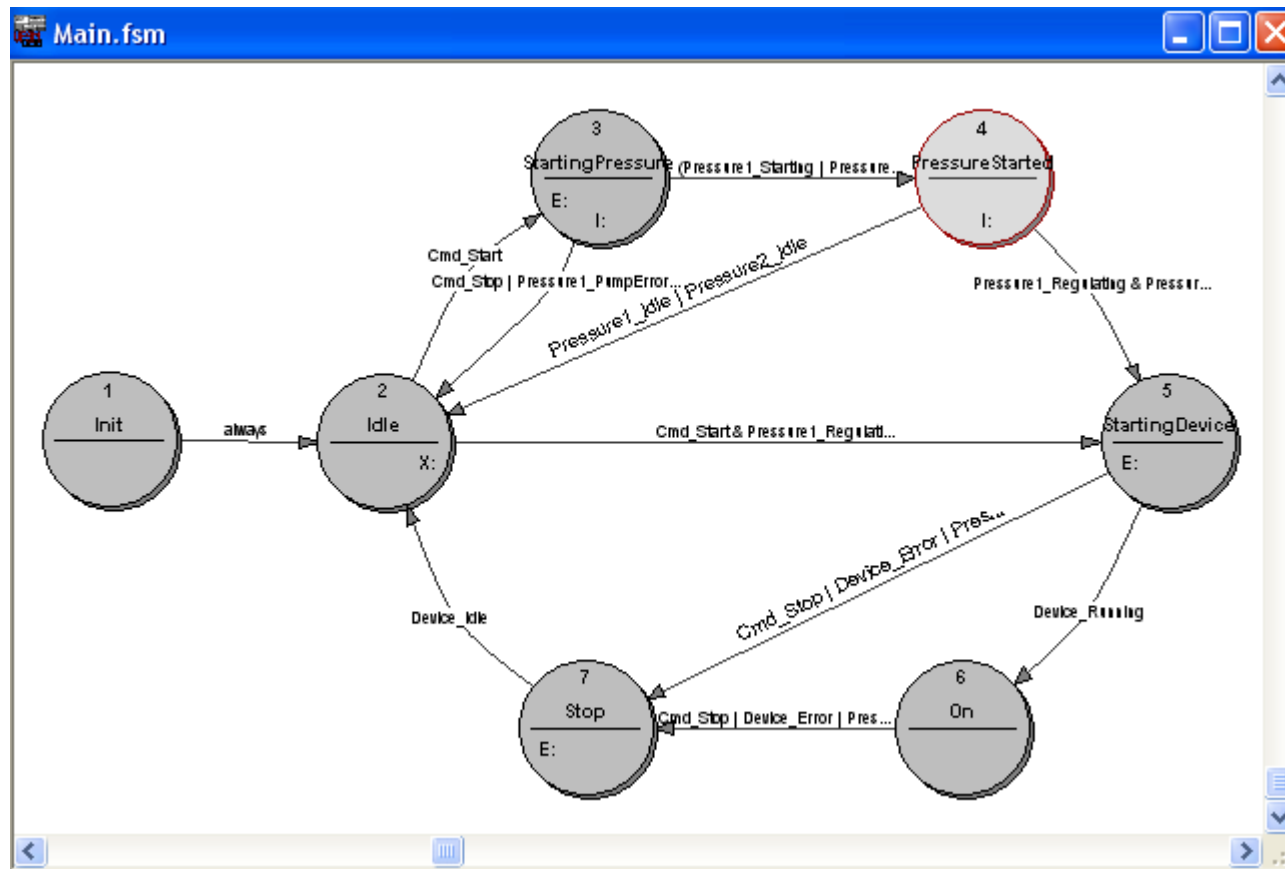 Main.fsm
3
StartingPressure
E:
I:
(Pressure1_Starting | Pressure...
4
PressureStarted
I:
Cmd_Start
Cmd_Stop | Pressure1_PumpError...
Pressure1_Idle | Pressure2_Idle
Pressure1_Regulating & Pressur...
1
Init
always
2
Idle
X:
Cmd_Start& Pressure1_Regulati...
5
StartingDevice
E:
Cmd_Stop | Device_Error | Pres...
Device_Idle
Device_Running
7
Stop
E:
Cmd_Stop | Device_Error | Pres...
6
On